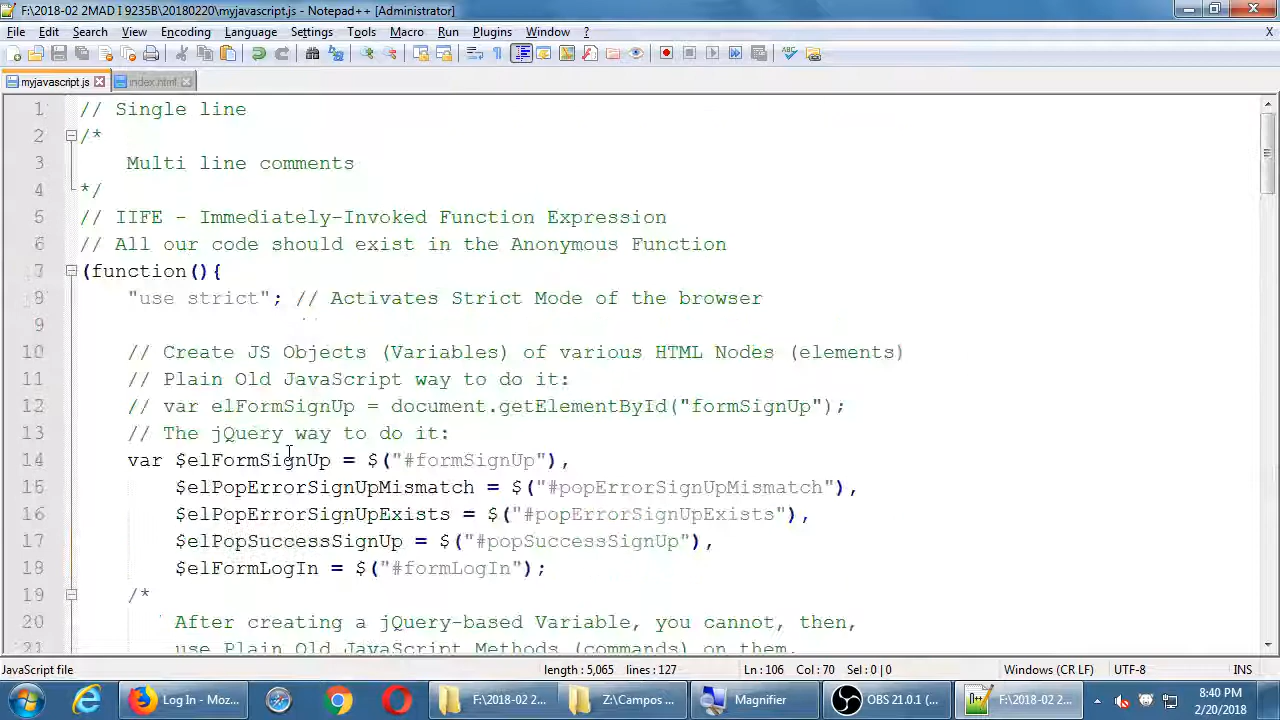 F:\2018-02 2MAD I 9235B\20180220\myjavascript.js - Notepad++ [Administrator]
File Edit Search View Encoding Language Settings Tools Macro Run Plugins Window ? X
myjavascript.js index.html
1 // Single line
2 /*
3 Multi line comments
4 */
5 // IIFE - Immediately-Invoked Function Expression
6 // All our code should exist in the Anonymous Function
7 (function(){
8 "use strict"; // Activates Strict Mode of the browser
9
10 // Create JS Objects (Variables) of various HTML Nodes (elements)
11 // Plain Old JavaScript way to do it:
12 // var elFormSignUp = document.getElementById("formSignUp");
13 // The jQuery way to do it:
14 var $elFormSignUp = $("#formSignUp"),
15 $elPopErrorSignUpMismatch = $("#popErrorSignUpMismatch"),
16 $elPopErrorSignUpExists = $("#popErrorSignUpExists"),
17 $elPopSuccessSignUp = $("#popSuccessSignUp"),
18 $elFormLogIn = $("#formLogIn");
19 /*
20 After creating a jQuery-based Variable, you cannot, then,
21 use Plain Old JavaScript Methods (commands) on them.
JavaScript file length : 5,065 lines : 127 Ln : 106 Col : 70 Sel : 0 | 0 Windows (CR LF) UTF-8 INS
Log In - Moz... F:\2018-02 2... Z:\Campos ... Magnifier OBS 21.0.1 (... F:\2018-02 2... 8:40 PM
2/20/2018